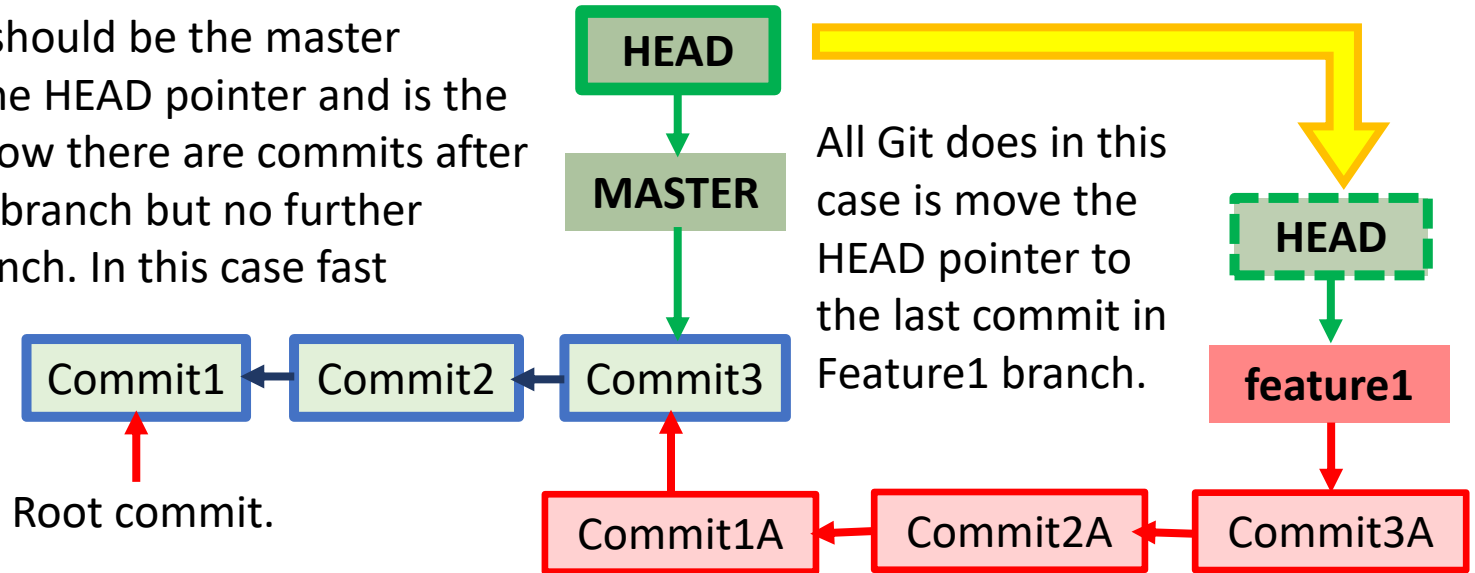 should be the master
he HEAD pointer and is the
ow there are commits after
branch but no further
nch. In this case fast
HEAD
MASTER
All Git does in this
case is move the
HEAD pointer to
the last commit in
Feature1 branch.
HEAD
feature1
Commit1
Commit2
Commit3
Root commit.
Commit1A
Commit2A
Commit3A